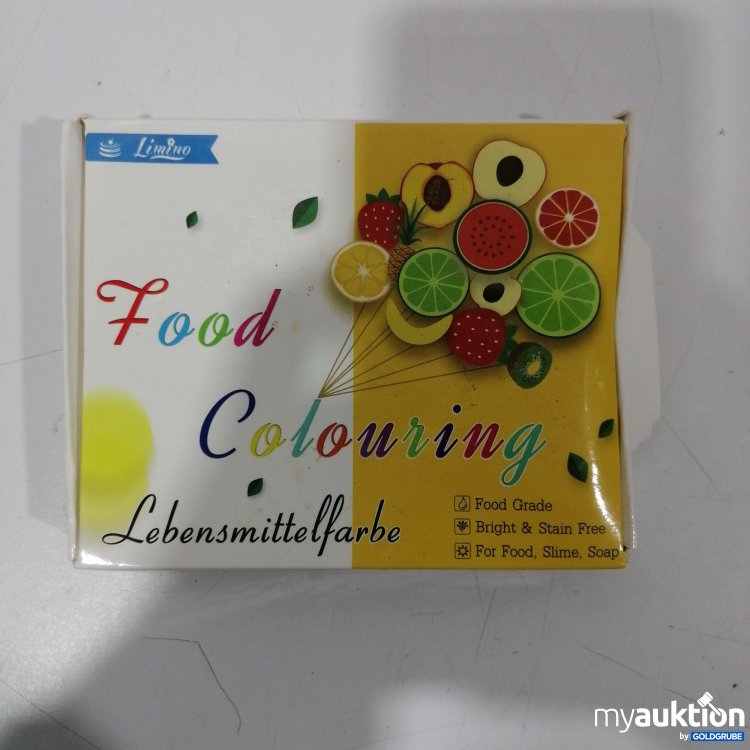 Limino
Food
Colouring
Lebensmittelfarbe
Food Grade
Bright & Stain Free
For Food, Slime, Soap
myauktion
by GOLDGRUBE